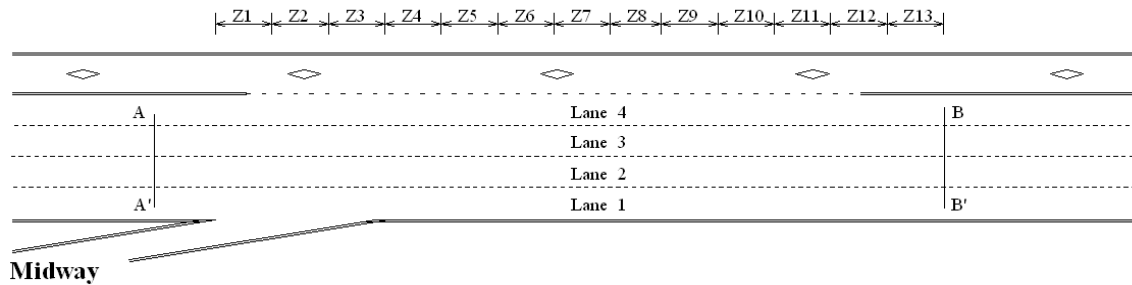 Z1 Z2 Z3 Z4 Z5 Z6 Z7 Z8 Z9 Z10 Z11 Z12 Z13
A Lane 4 B
Lane 3
Lane 2
A' Lane 1 B'
Midway